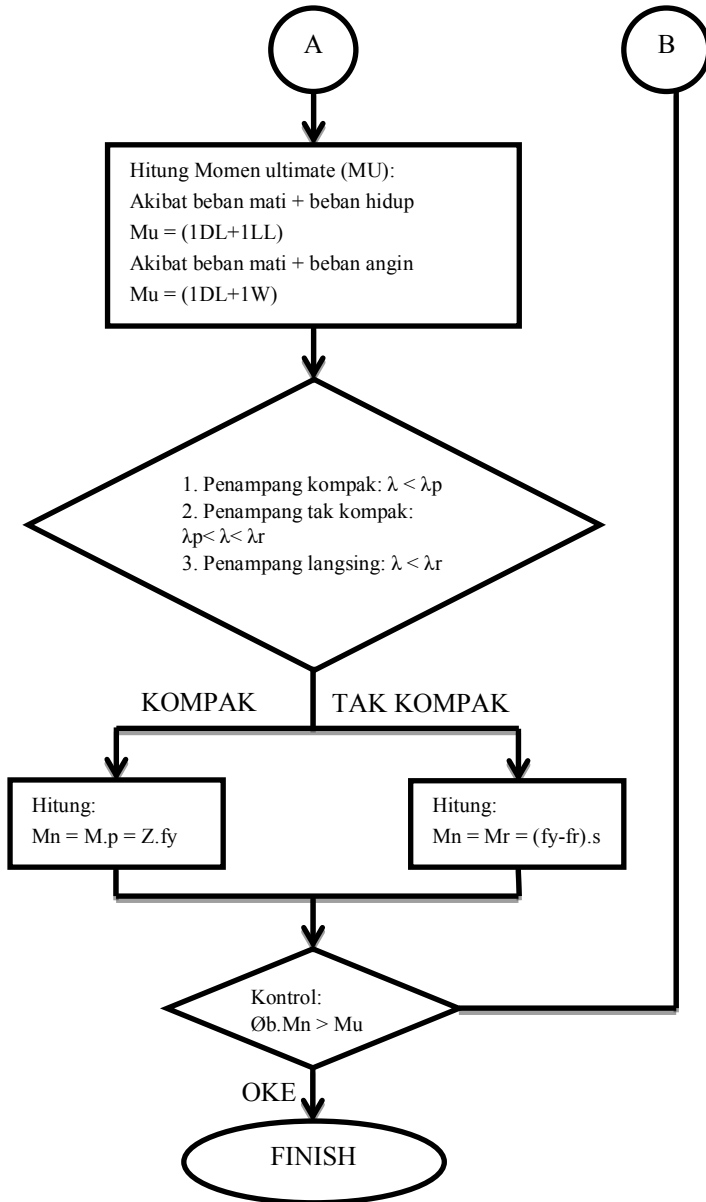 A
B
Hitung Momen ultimate (MU):
Akibat beban mati + beban hidup
Mu = (1DL+1LL)
Akibat beban mati + beban angin
Mu = (1DL+1W)
1. Penampang kompak: λ < λp
2. Penampang tak kompak:
λp< λ< λr
3. Penampang langsing: λ < λr
KOMPAK
TAK KOMPAK
Hitung:
Mn = M.p = Z.fy
Hitung:
Mn = Mr = (fy-fr).s
Kontrol:
Øb.Mn > Mu
OKE
FINISH